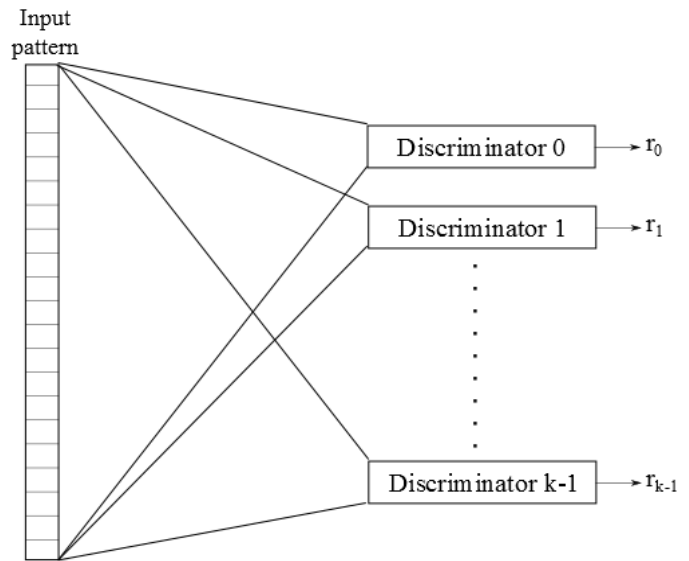 Input
pattern
Discriminator 0
r0
Discriminator 1
r1
Discriminator k-1
rk-1